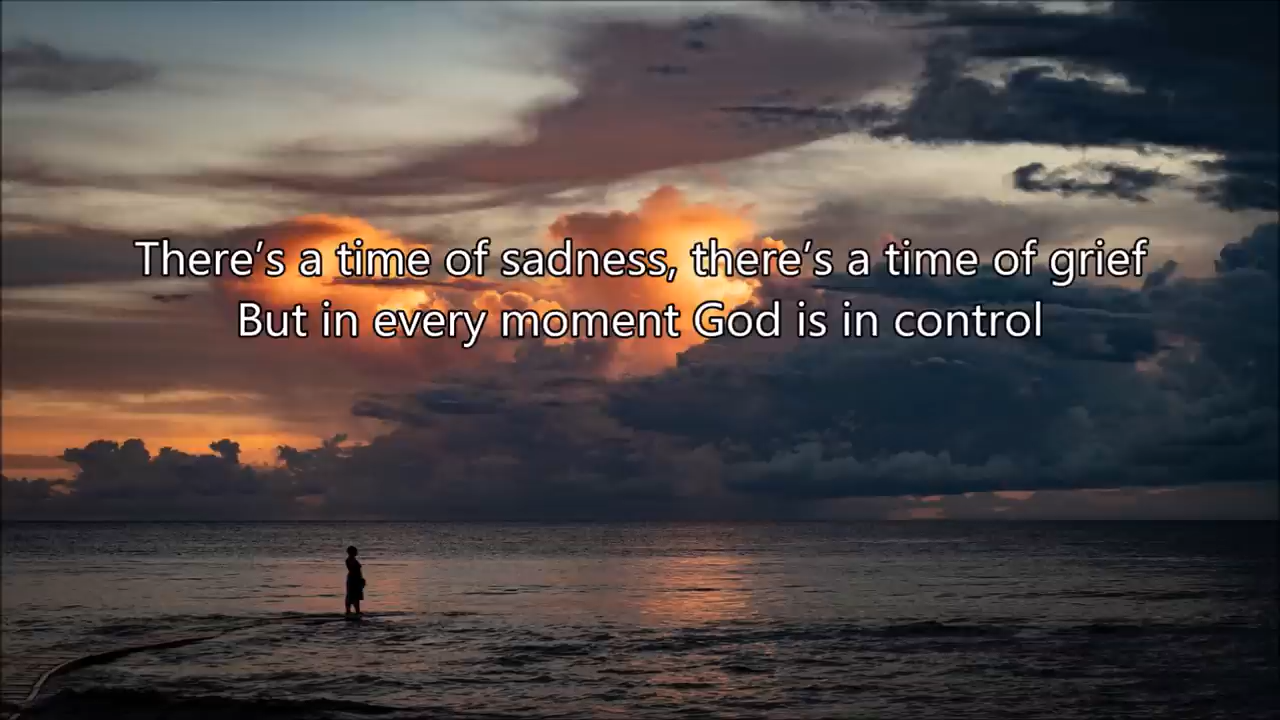 There’s a time of sadness, there’s a time of grief
But in every moment God is in control